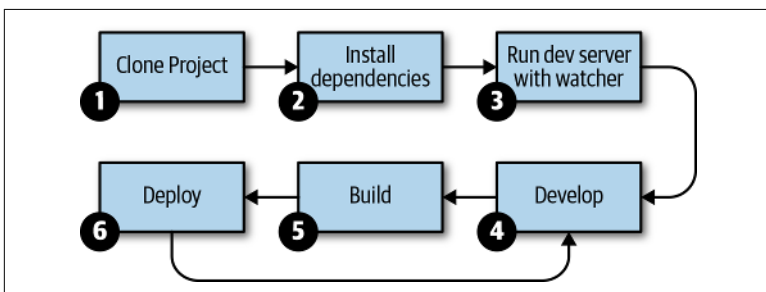 Clone Project
1
Install
dependencies
2
Run dev server
with watcher
3
Develop
4
Build
5
Deploy
6